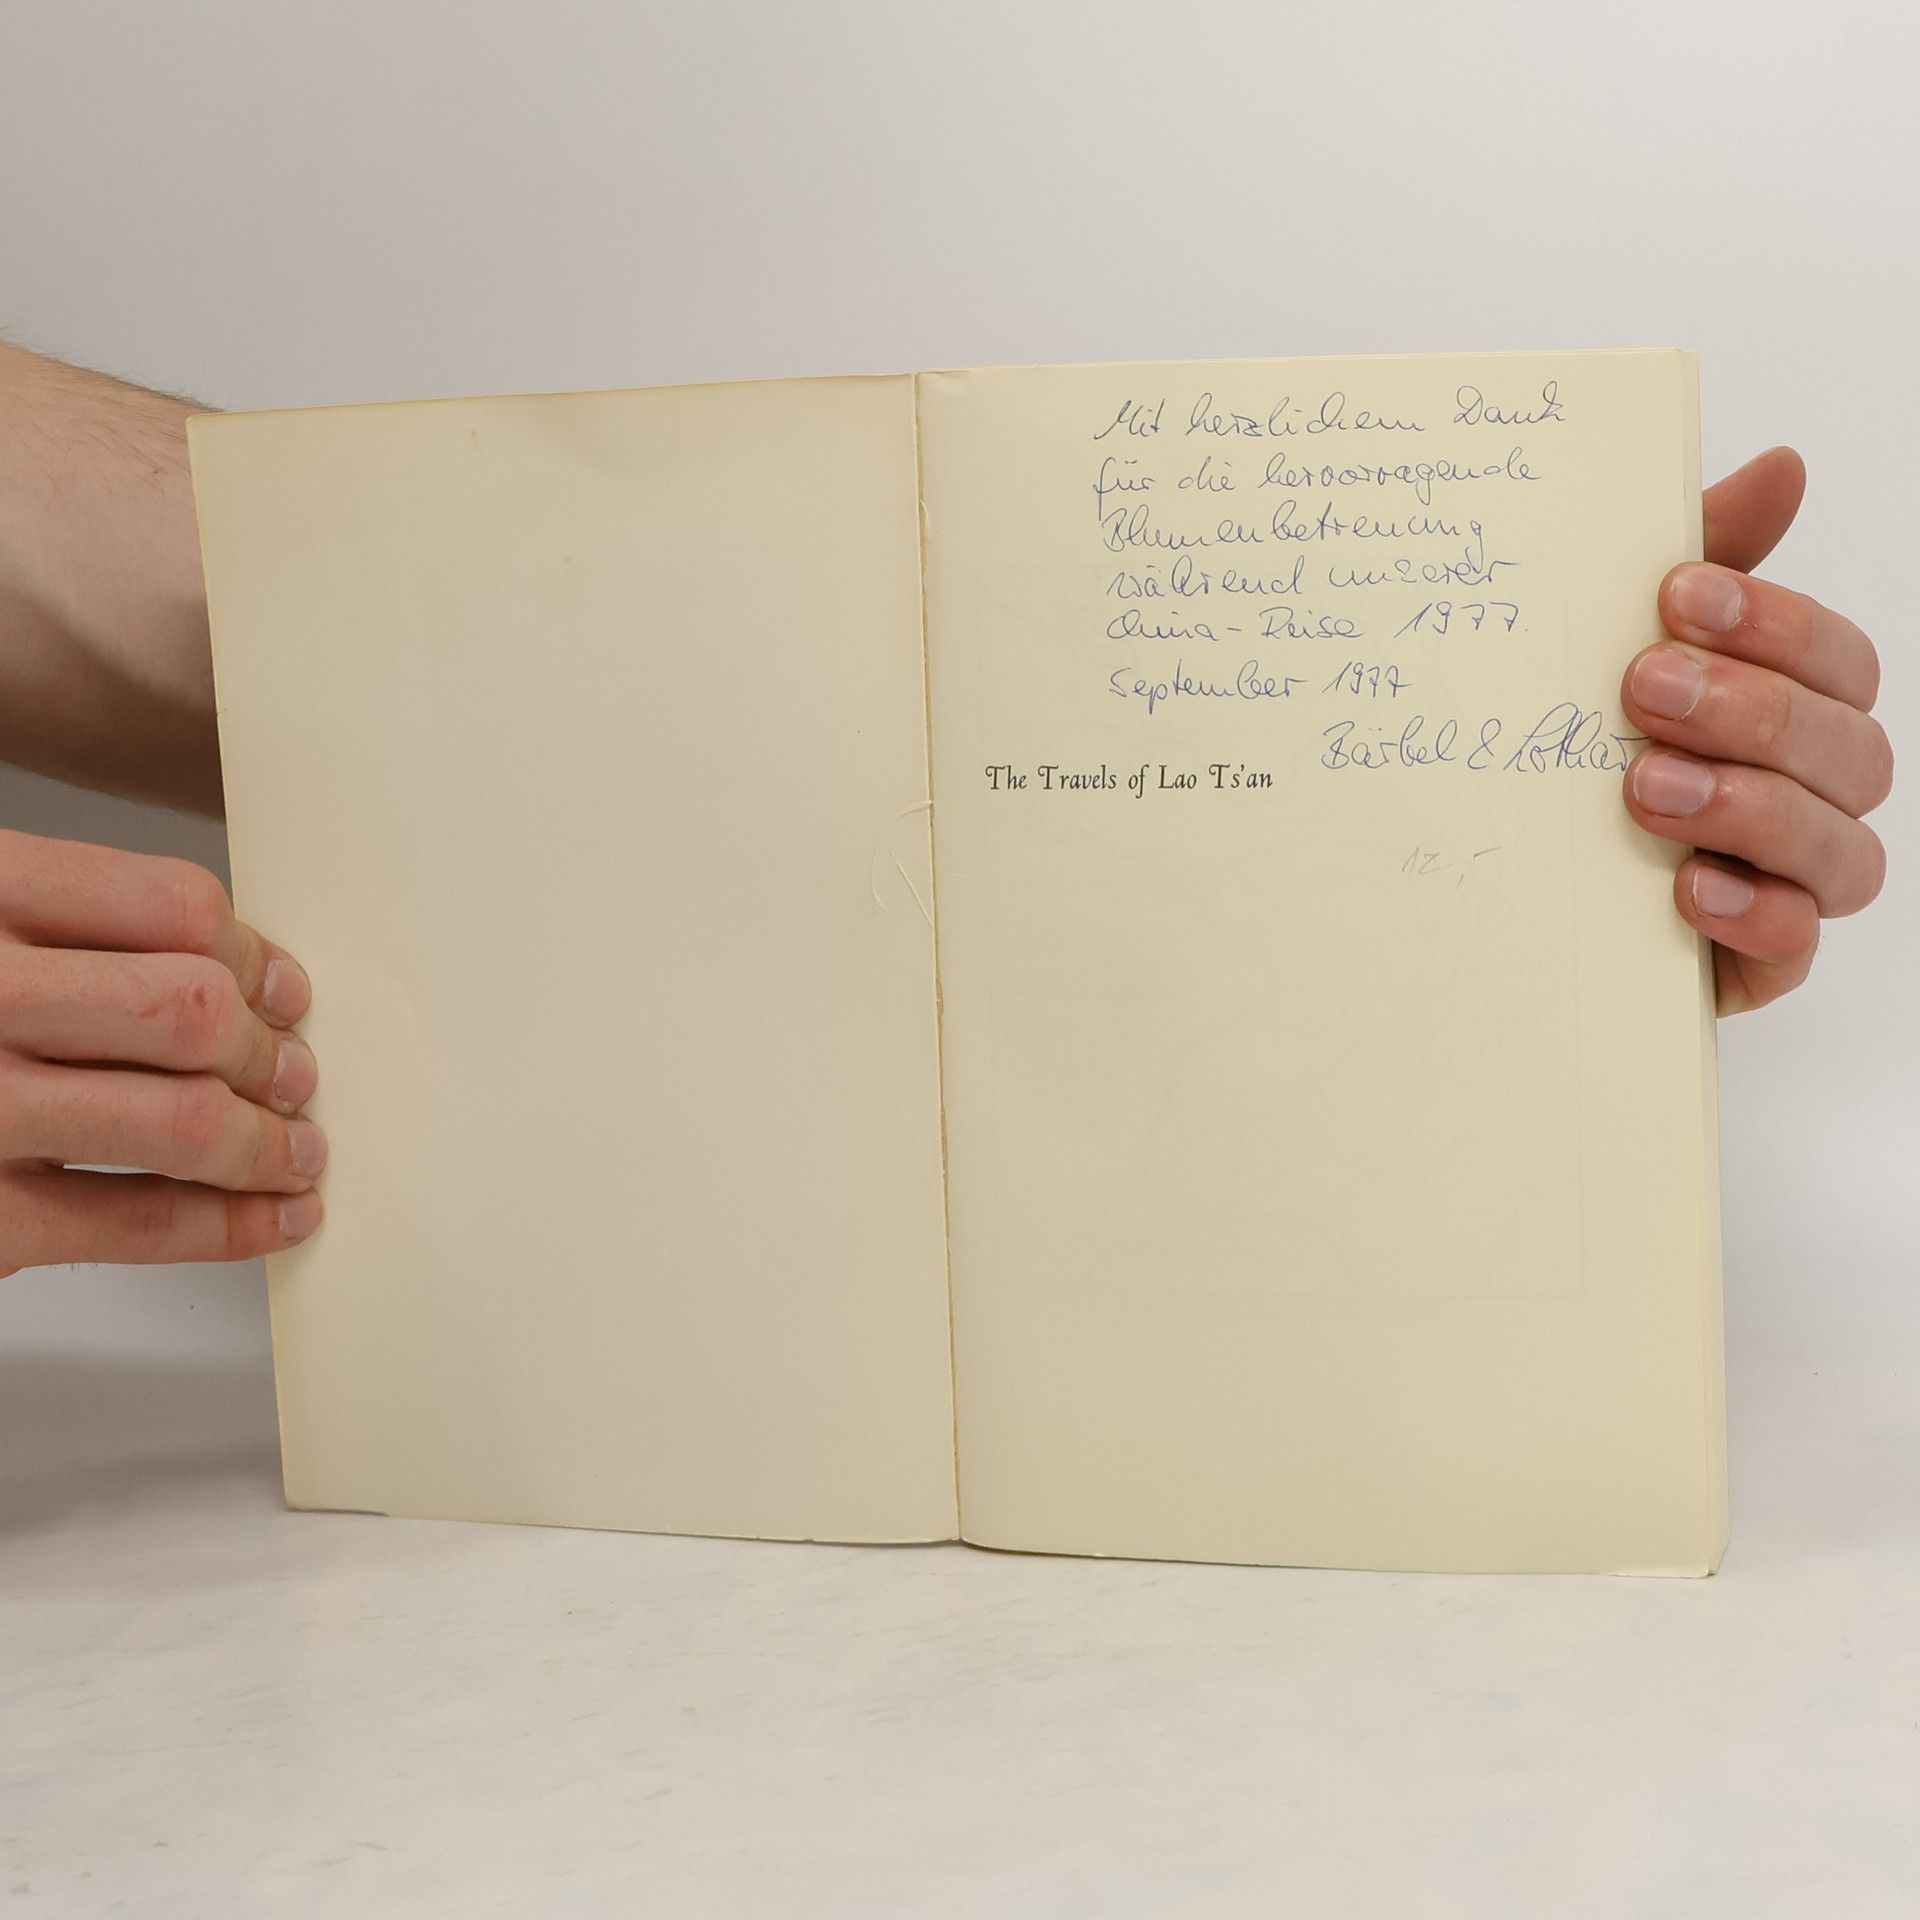 Mit herzlichem Dank
für die hervorragende
Blumenbetreuung
während unserer
China-Reise 1977.
September 1977
Bärbel & Lothar
The Travels of Lao Ts'an
12,-